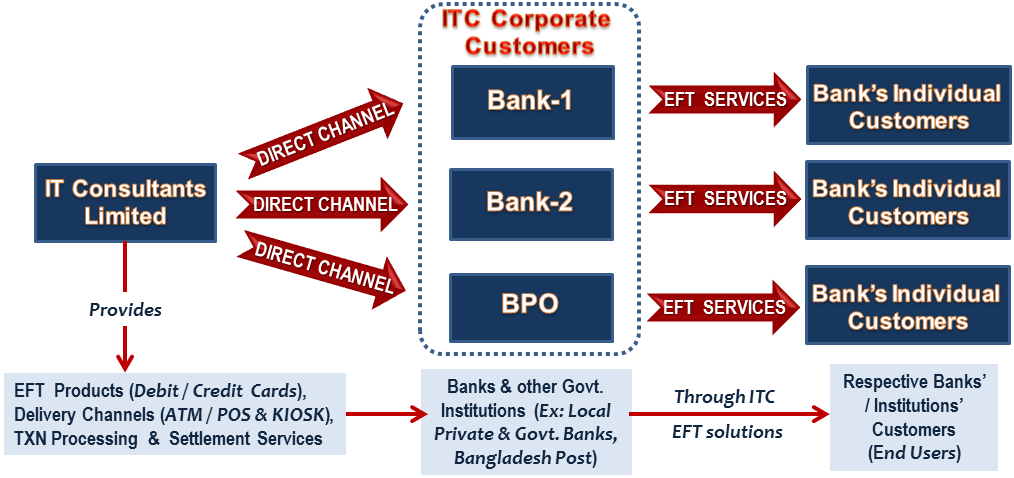 ITC Corporate
Customers
Bank-1
Bank-2
BPO
IT Consultants
Limited
DIRECT CHANNEL
DIRECT CHANNEL
DIRECT CHANNEL
EFT SERVICES
EFT SERVICES
EFT SERVICES
Bank's Individual
Customers
Bank's Individual
Customers
Bank's Individual
Customers
Provides
EFT Products (Debit / Credit Cards),
Delivery Channels (ATM / POS & KIOSK),
TXN Processing & Settlement Services
Banks & other Govt.
Institutions (Ex: Local
Private & Govt. Banks,
Bangladesh Post)
Through ITC
EFT solutions
Respective Banks'
/ Institutions'
Customers
(End Users)